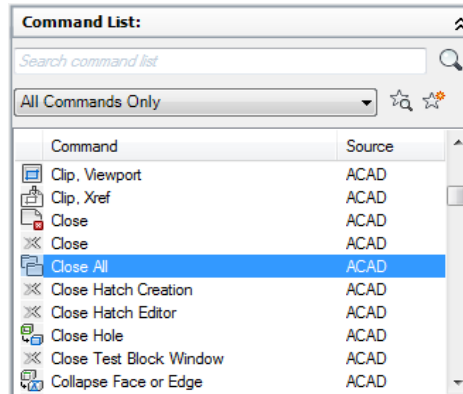 Command List:
Search command list
All Commands Only
Command Source
Clip, Viewport ACAD
Clip, Xref ACAD
Close ACAD
Close ACAD
Close All ACAD
Close Hatch Creation ACAD
Close Hatch Editor ACAD
Close Hole ACAD
Close Test Block Window ACAD
Collapse Face or Edge ACAD